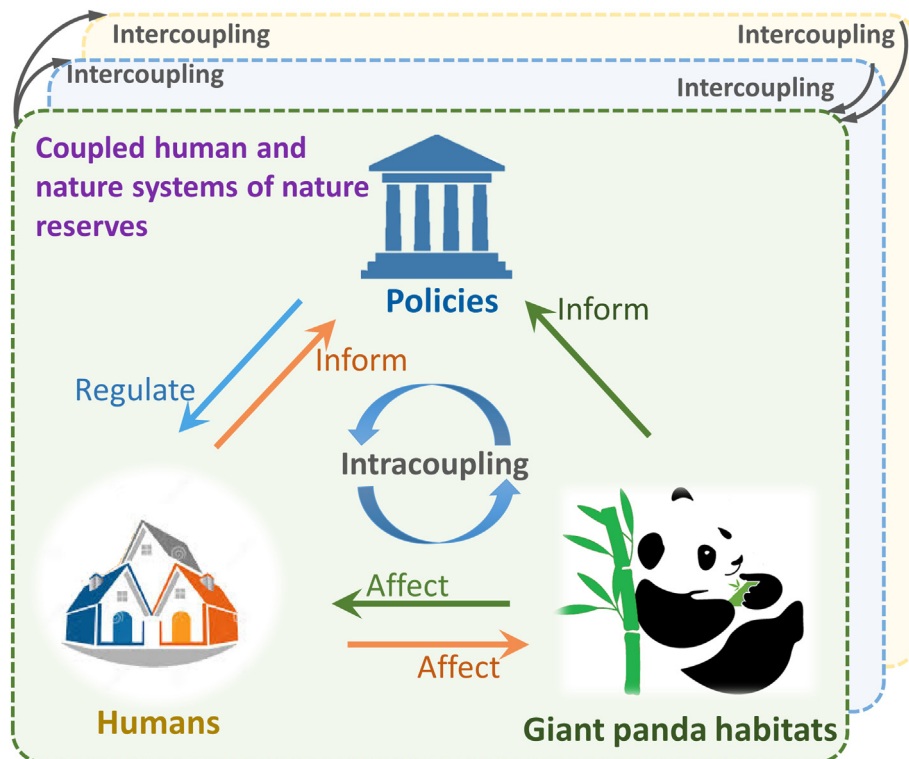 Intercoupling
Intercoupling
Intercoupling
Intercoupling
Coupled human and
nature systems of nature
reserves
Policies
Inform
Inform
Regulate
Intracoupling
Affect
Affect
Humans
Giant panda habitats